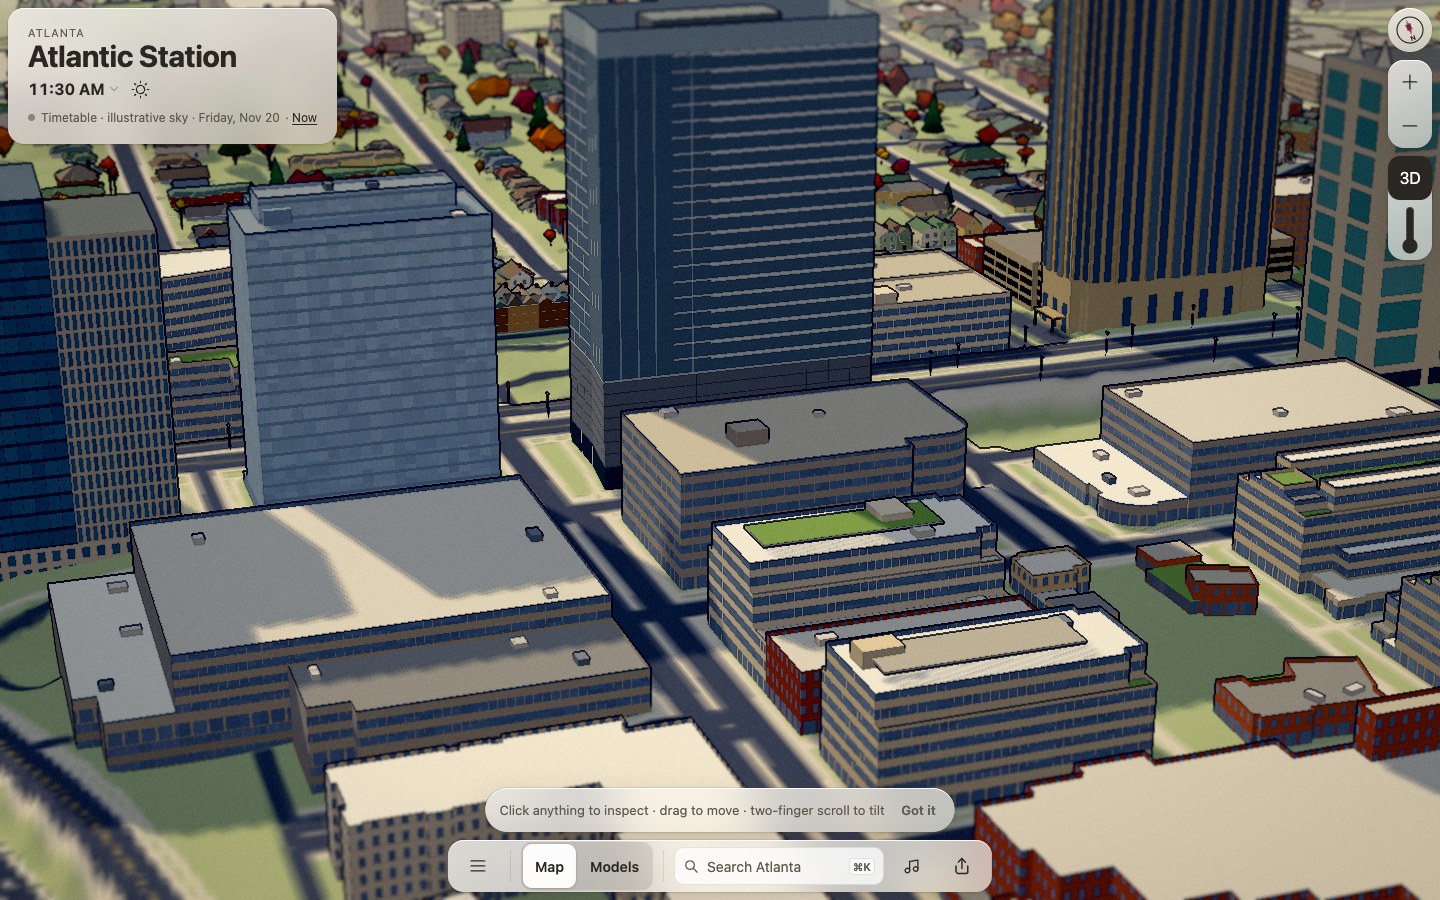 ATLANTA
Atlantic Station
11:30 AM
Timetable · illustrative sky · Friday, Nov 20 · Now
N
3D
Click anything to inspect · drag to move · two-finger scroll to tilt Got it
Map Models Search Atlanta ⌘K